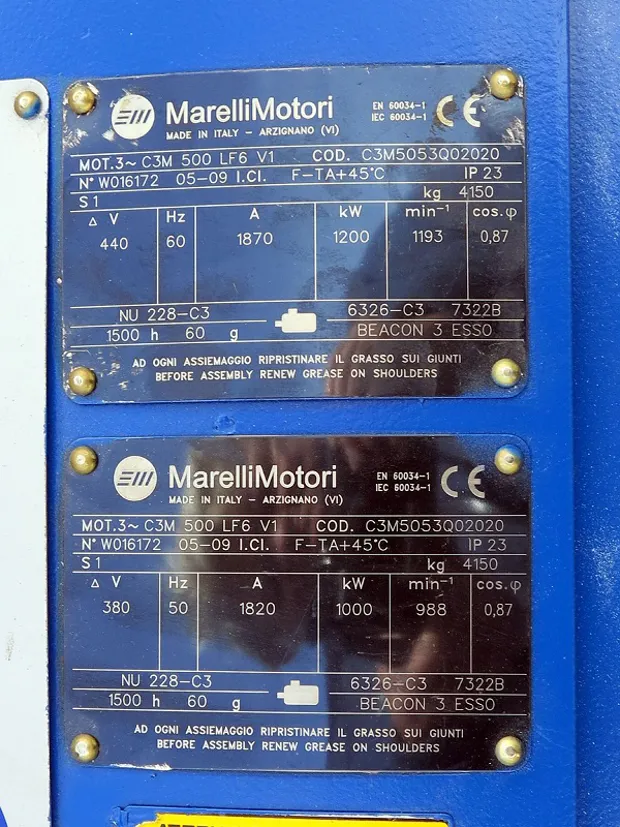 EM MarelliMotori EN 60034-1 CE
MADE IN ITALY - ARZIGNANO (VI) IEC 60034-1
MOT.3~ C3M 500 LF6 V1 COD. C3M5053Q02020
N° W016172 05-09 I.Cl. F-TA+45°C IP 23
S 1 kg 4150
Δ V Hz A kW min⁻¹ cos.φ
440 60 1870 1200 1193 0,87
NU 228-C3 6326-C3 7322B
1500 h 60 g BEACON 3 ESSO
AD OGNI ASSIEMAGGIO RIPRISTINARE IL GRASSO SUI GIUNTI
BEFORE ASSEMBLY RENEW GREASE ON SHOULDERS
EM MarelliMotori EN 60034-1 CE
MADE IN ITALY - ARZIGNANO (VI) IEC 60034-1
MOT.3~ C3M 500 LF6 V1 COD. C3M5053Q02020
N° W016172 05-09 I.Cl. F-TA+45°C IP 23
S 1 kg 4150
Δ V Hz A kW min⁻¹ cos.φ
380 50 1820 1000 988 0,87
NU 228-C3 6326-C3 7322B
1500 h 60 g BEACON 3 ESSO
AD OGNI ASSIEMAGGIO RIPRISTINARE IL GRASSO SUI GIUNTI
BEFORE ASSEMBLY RENEW GREASE ON SHOULDERS